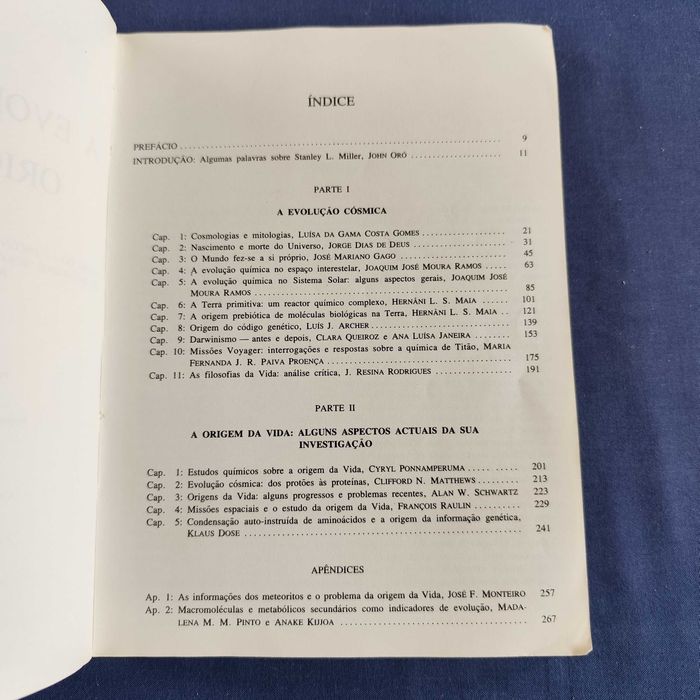 ÍNDICE
PREFÁCIO 9
INTRODUÇÃO: Algumas palavras sobre Stanley L. Miller, JOHN ORÓ 11
PARTE I
A EVOLUÇÃO CÓSMICA
Cap. 1: Cosmologias e mitologias, LUÍSA DA GAMA COSTA GOMES 21
Cap. 2: Nascimento e morte do Universo, JORGE DIAS DE DEUS 31
Cap. 3: O Mundo fez-se a si próprio, JOSÉ MARIANO GAGO 45
Cap. 4: A evolução química no espaço interestelar, JOAQUIM JOSÉ MOURA RAMOS 63
Cap. 5: A evolução química no Sistema Solar: alguns aspectos gerais, JOAQUIM JOSÉ
MOURA RAMOS 85
Cap. 6: A Terra primitiva: um reactor químico complexo, HERNÂNI L. S. MAIA 101
Cap. 7: A origem prebiótica de moléculas biológicas na Terra, HERNÂNI L. S. MAIA 121
Cap. 8: Origem do código genético, LUÍS J. ARCHER 139
Cap. 9: Darwinismo — antes e depois, CLARA QUEIROZ e ANA LUÍSA JANEIRA 153
Cap. 10: Missões Voyager: interrogações e respostas sobre a química de Titão, MARIA
FERNANDA J. R. PAIVA PROENÇA 175
Cap. 11: As filosofias da Vida: análise crítica, J. RESINA RODRIGUES 191
PARTE II
A ORIGEM DA VIDA: ALGUNS ASPECTOS ACTUAIS DA SUA
INVESTIGAÇÃO
Cap. 1: Estudos químicos sobre a origem da Vida, CYRYL PONNAMPERUMA 201
Cap. 2: Evolução cósmica: dos protões às proteínas, CLIFFORD N. MATTHEWS 213
Cap. 3: Origens da Vida: alguns progressos e problemas recentes, ALAN W. SCHWARTZ 223
Cap. 4: Missões espaciais e o estudo da origem da Vida, FRANÇOIS RAULIN 229
Cap. 5: Condensação auto-instruída de aminoácidos e a origem da informação genética,
KLAUS DOSE 241
APÊNDICES
Ap. 1: As informações dos meteoritos e o problema da origem da Vida, JOSÉ F. MONTEIRO 257
Ap. 2: Macromoléculas e metabólicos secundários como indicadores de evolução, MADA-
LENA M. M. PINTO e ANAKE KIJJOA 267